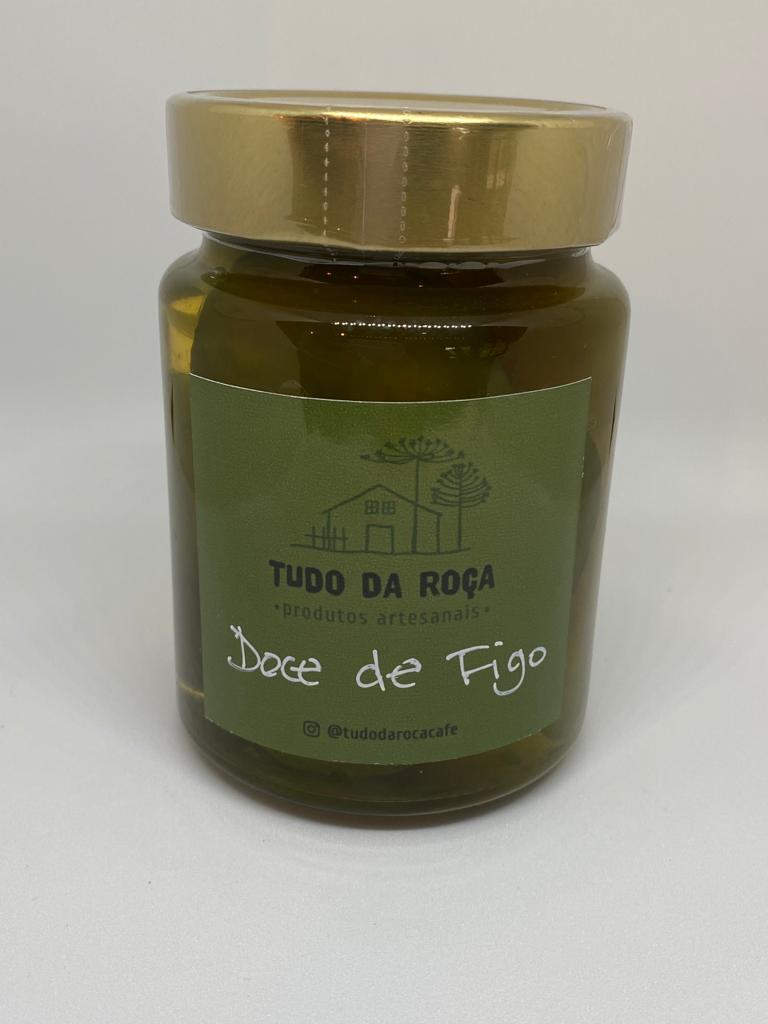 TUDO DA ROÇA
•produtos artesanais•
Doce de Figo
@tudodarocacafe